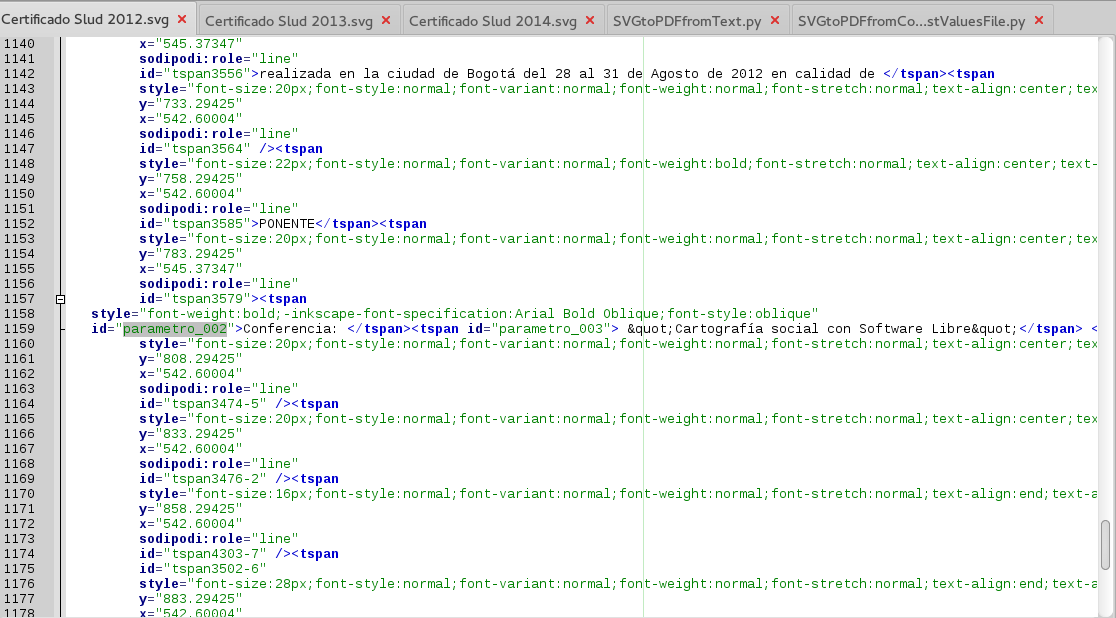 Certificado Slud 2012.svg × Certificado Slud 2013.svg × Certificado Slud 2014.svg × SVGtoPDFfromText.py × SVGtoPDFfromCo...stValuesFile.py ×
1140 x="545.37347"
1141 sodipodi:role="line"
1142 id="tspan3556">realizada en la ciudad de Bogotá del 28 al 31 de Agosto de 2012 en calidad de </tspan><tspan
1143 style="font-size:20px;font-style:normal;font-variant:normal;font-weight:normal;font-stretch:normal;text-align:center;tex
1144 y="733.29425"
1145 x="542.60004"
1146 sodipodi:role="line"
1147 id="tspan3564" /><tspan
1148 style="font-size:22px;font-style:normal;font-variant:normal;font-weight:bold;font-stretch:normal;text-align:center;text-
1149 y="758.29425"
1150 x="542.60004"
1151 sodipodi:role="line"
1152 id="tspan3585">PONENTE</tspan><tspan
1153 style="font-size:20px;font-style:normal;font-variant:normal;font-weight:normal;font-stretch:normal;text-align:center;tex
1154 y="783.29425"
1155 x="545.37347"
1156 sodipodi:role="line"
1157 id="tspan3579"><tspan
1158 style="font-weight:bold;-inkscape-font-specification:Arial Bold Oblique;font-style:oblique"
1159 id="parametro_002">Conferencia: </tspan><tspan id="parametro_003"> &quot;Cartografía social con Software Libre&quot;</tspan> <
1160 style="font-size:20px;font-style:normal;font-variant:normal;font-weight:normal;font-stretch:normal;text-align:center;tex
1161 y="808.29425"
1162 x="542.60004"
1163 sodipodi:role="line"
1164 id="tspan3474-5" /><tspan
1165 style="font-size:20px;font-style:normal;font-variant:normal;font-weight:normal;font-stretch:normal;text-align:center;tex
1166 y="833.29425"
1167 x="542.60004"
1168 sodipodi:role="line"
1169 id="tspan3476-2" /><tspan
1170 style="font-size:16px;font-style:normal;font-variant:normal;font-weight:normal;font-stretch:normal;text-align:end;text-a
1171 y="858.29425"
1172 x="542.60004"
1173 sodipodi:role="line"
1174 id="tspan4303-7" /><tspan
1175 id="tspan3502-6"
1176 style="font-size:28px;font-style:normal;font-variant:normal;font-weight:normal;font-stretch:normal;text-align:end;text-a
1177 y="883.29425"
1178 x="542.60004"